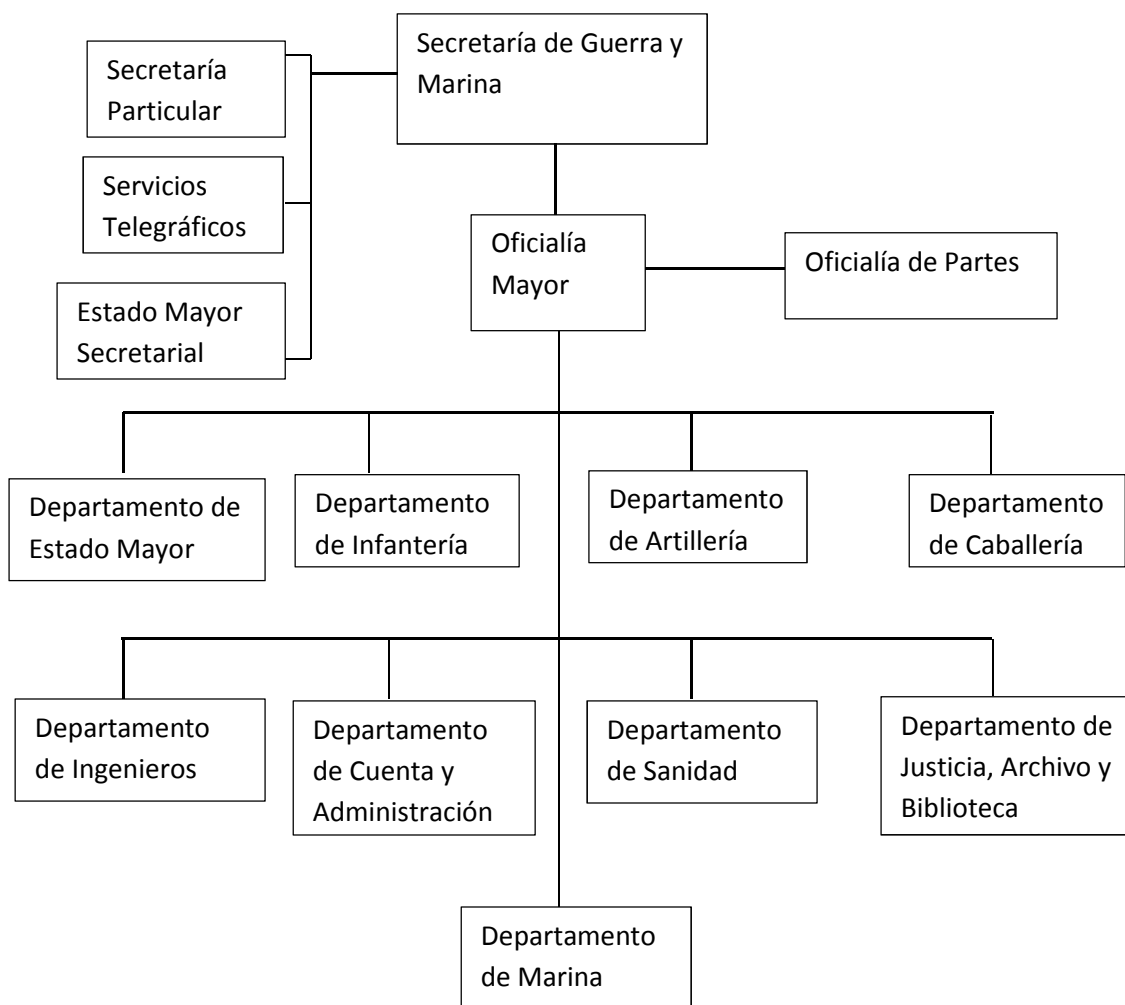 Secretaría de Guerra y
Marina
Secretaría
Particular
Servicios
Telegráficos
Estado Mayor
Secretarial
Oficialía
Mayor
Oficialía de Partes
Departamento de
Estado Mayor
Departamento
de Infantería
Departamento
de Artillería
Departamento
de Caballería
Departamento
de Ingenieros
Departamento
de Cuenta y
Administración
Departamento
de Sanidad
Departamento de
Justicia, Archivo y
Biblioteca
Departamento
de Marina